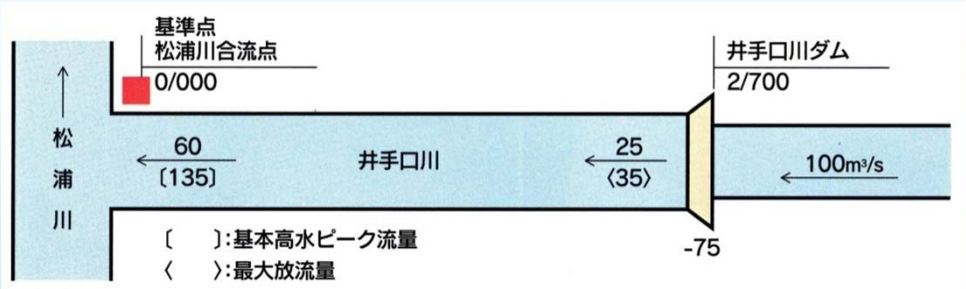 基準点
松浦川合流点
0/000
井手口川ダム
2/700
松浦川
60
〔135〕
井手口川
25
〈35〉
100m³/s
-75
〔　〕:基本高水ピーク流量
〈　〉:最大放流量